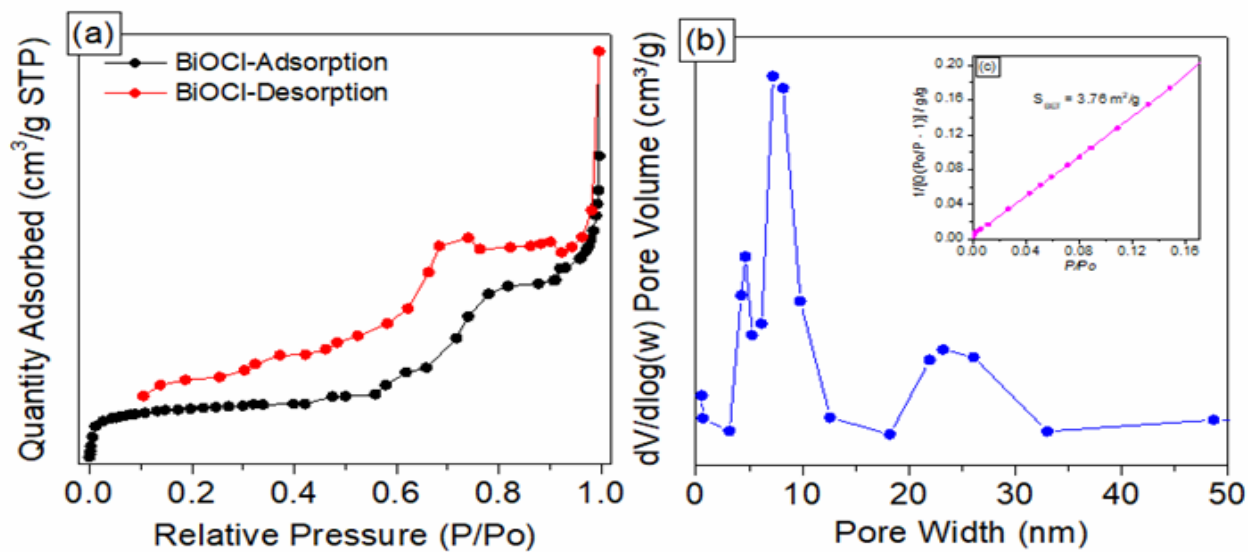 (a)
BiOCl-Adsorption
BiOCl-Desorption
Quantity Adsorbed (cm³/g STP)
0.0 0.2 0.4 0.6 0.8 1.0
Relative Pressure (P/Po)
(b)
dV/dlog(w) Pore Volume (cm³/g)
0 10 20 30 40 50
Pore Width (nm)
(c)
S = 3.76 m²/g
1/[Q(Po/P - 1)] / g/g
0.20
0.16
0.12
0.08
0.04
0.00
0.00 0.04 0.08 0.12 0.16
P/Po